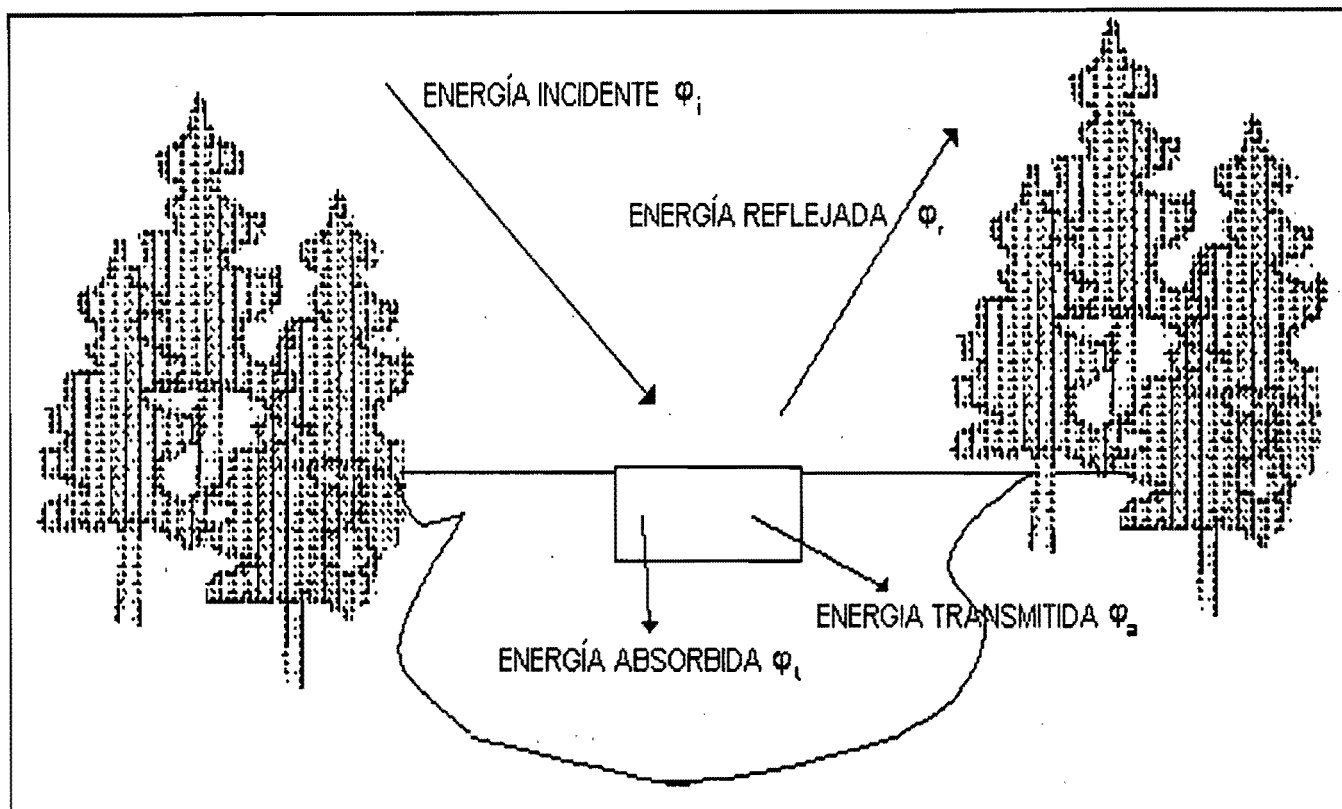 ENERGÍA INCIDENTE φi
ENERGÍA REFLEJADA φr
ENERGIA TRANSMITIDA φa
ENERGÍA ABSORBIDA φt